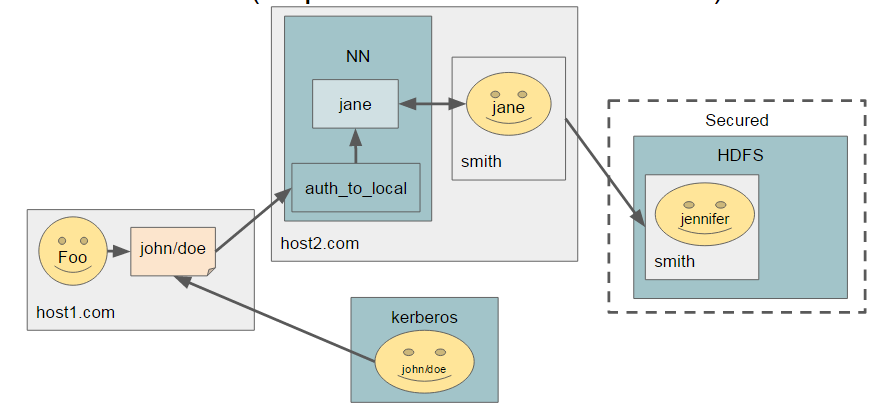 NN
jane
jane
smith
auth_to_local
host2.com
Secured
HDFS
jennifer
smith
Foo
john/doe
host1.com
kerberos
john/doe